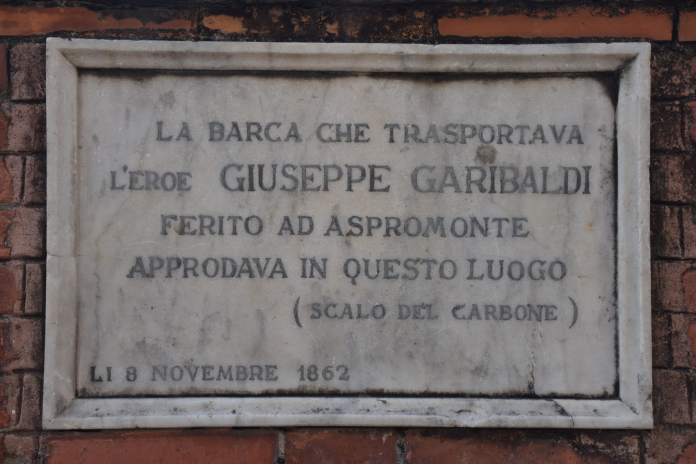 LA BARCA CHE TRASPORTAVA
L'EROE GIUSEPPE GARIBALDI
FERITO AD ASPROMONTE
APPRODAVA IN QUESTO LUOGO
( SCALO DEL CARBONE )
LI 8 NOVEMBRE 1862